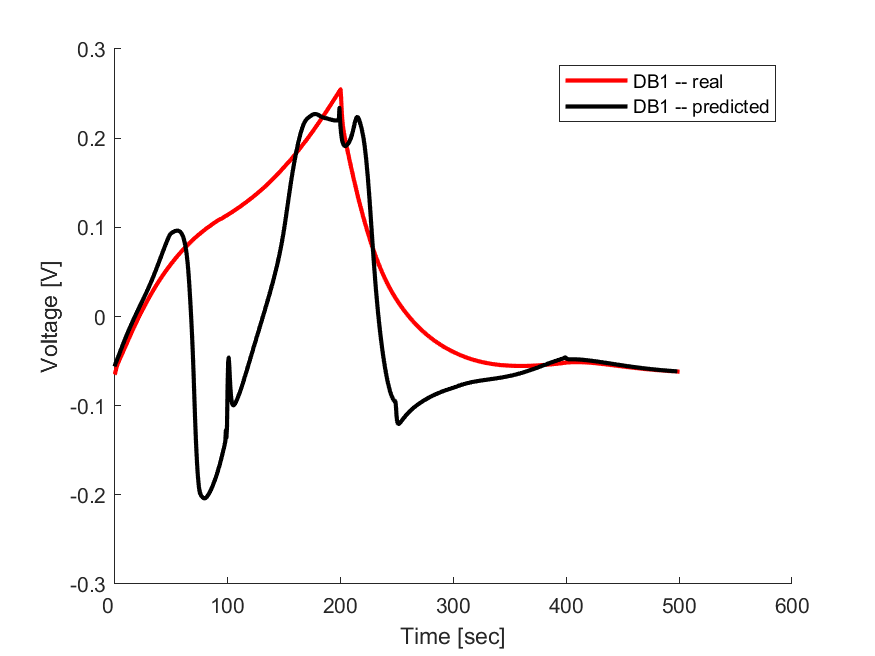 0.3
0.2
0.1
0
-0.1
-0.2
-0.3
Voltage [V]
DB1 -- real
DB1 -- predicted
0 100 200 300 400 500 600
Time [sec]